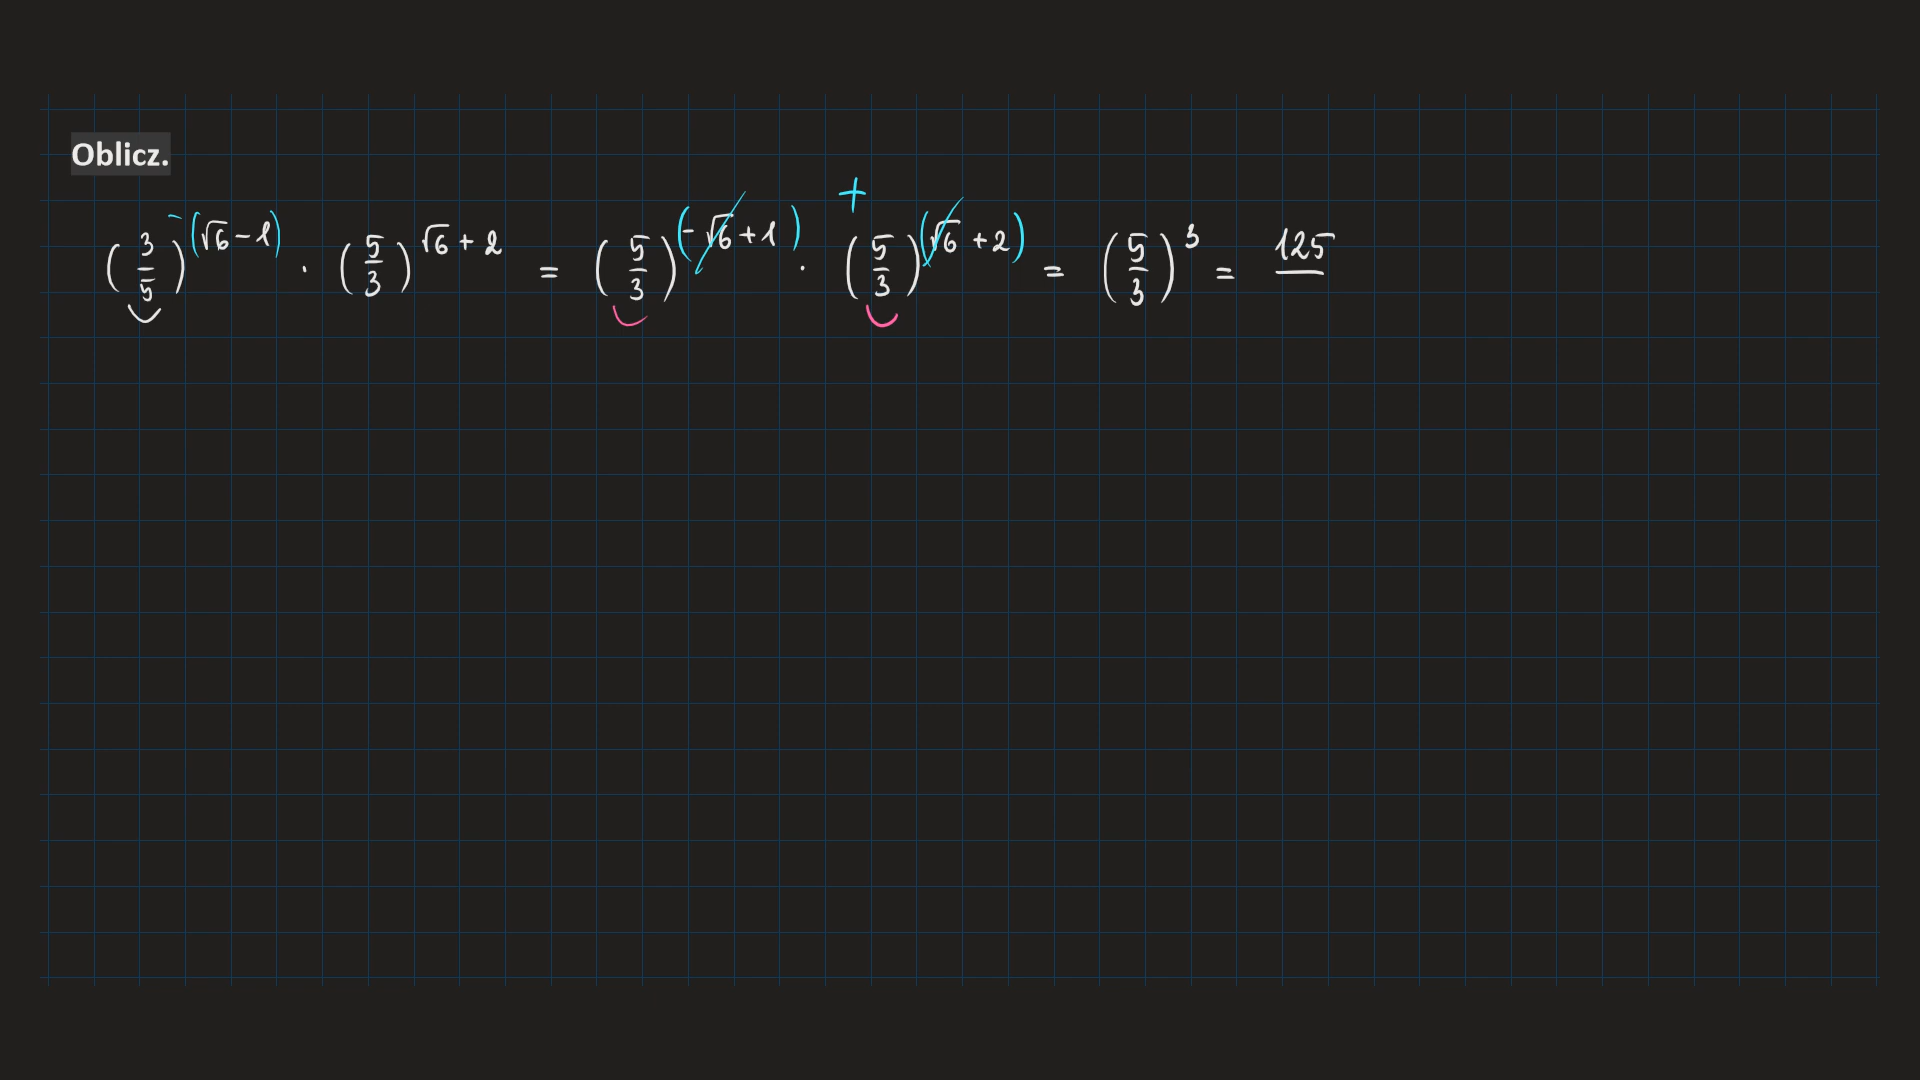 Oblicz.
(3/5)^-(√6-1) · (5/3)^√6+2 = (5/3)^(-√6+1) · + (5/3)^(√6+2) = (5/3)^3 = 125